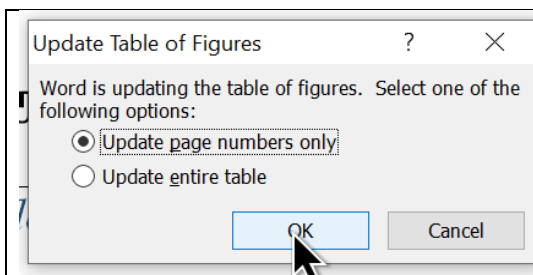 Update Table of Figures ?
Word is updating the table of figures. Select one of the
following options:
Update page numbers only
Update entire table
OK Cancel